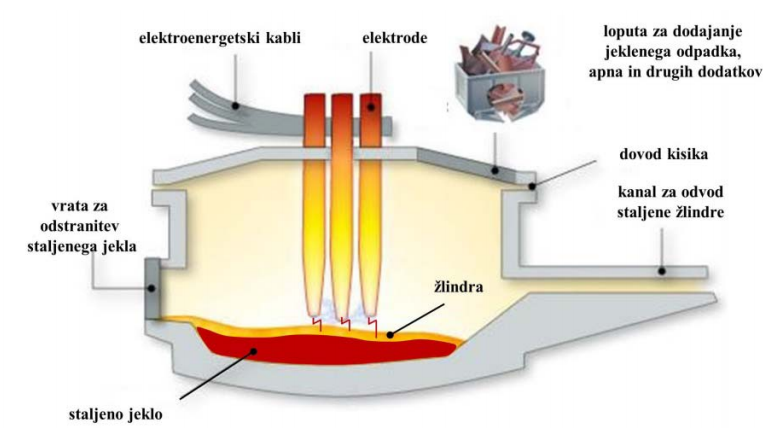 elektroenergetski kabli
elektrode
loputa za dodajanje
jeklenega odpadka,
apna in drugih dodatkov
dovod kisika
kanal za odvod
staljene žlindre
vrata za
odstranitev
staljenega jekla
žlindra
staljeno jeklo